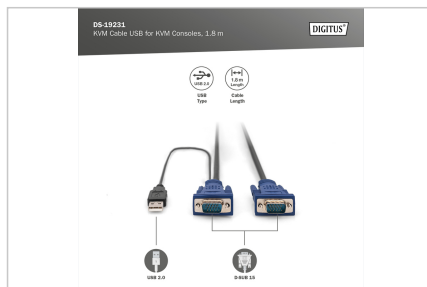 DS-19231
KVM Cable USB for KVM Consoles, 1.8 m
DIGITUS®
USB 2.0
USB
Type
1.8 m
Length
Cable
Length
USB 2.0
D-SUB 15